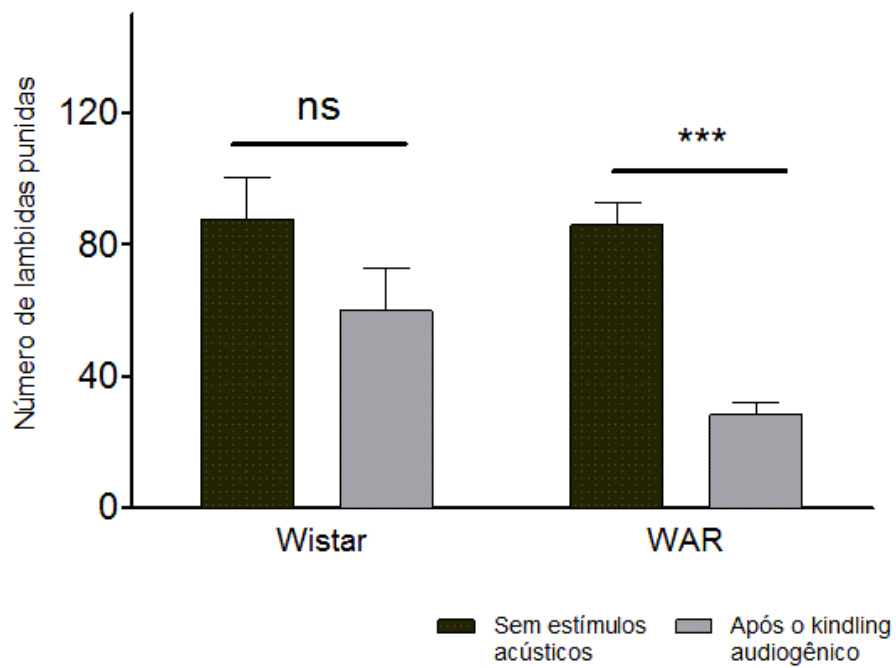 Número de lambidas punidas
120
80
40
0
ns
***
Wistar
WAR
Sem estímulos
acústicos
Após o kindling
audiogênico